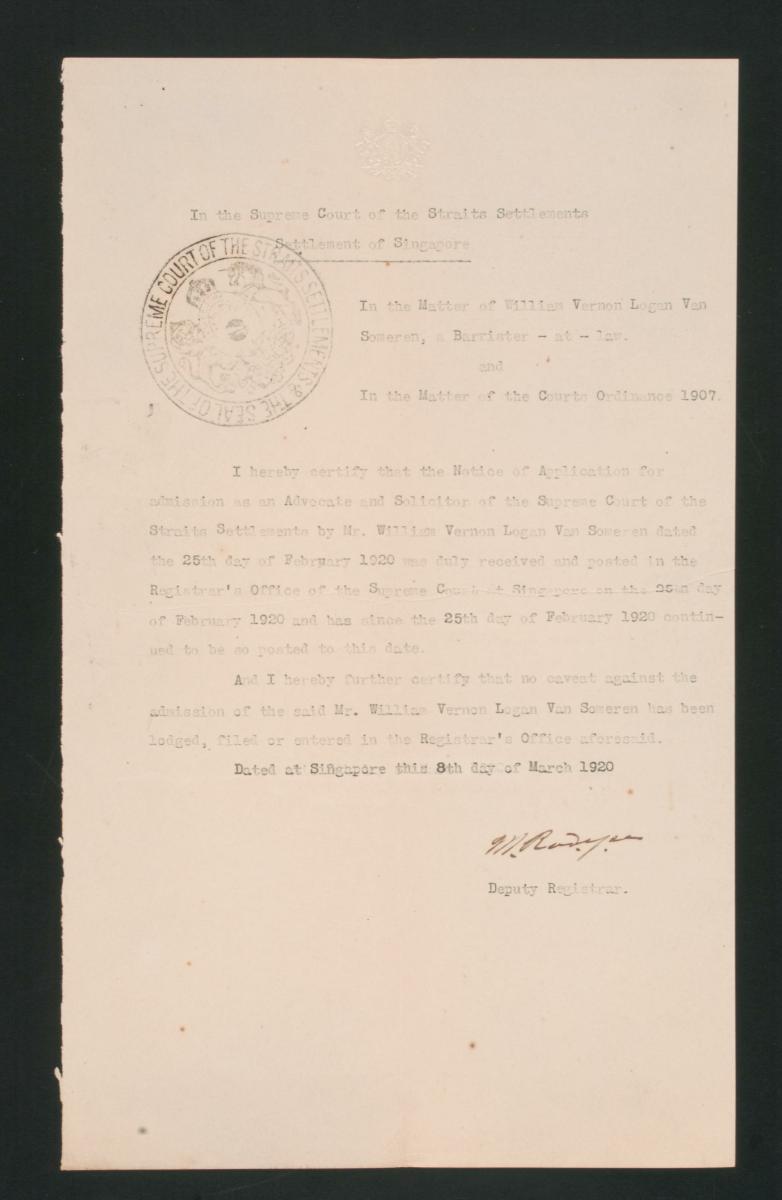 In the Supreme Court of the Straits Settlements
Settlement of Singapore
THE SEAL OF THE SUPREME COURT OF THE STRAITS SETTLEMENTS &
In the Matter of William Vernon Logan Van
Someren, a Barrister - at - law.
and
In the Matter of the Courts Ordinance 1907.
I hereby certify that the Notice of Application for
admission as an Advocate and Solicitor of the Supreme Court of the
Straits Settlements by Mr. William Vernon Logan Van Someren dated
the 25th day of February 1920 was duly received and posted in the
Registrar's Office of the Supreme Court at Singapore on the 25th day
of February 1920 and has since the 25th day of February 1920 contin-
ued to be so posted to this date.
And I hereby further certify that no caveat against the
admission of the said Mr. William Vernon Logan Van Someren has been
lodged, filed or entered in the Registrar's Office aforesaid.
Dated at Singapore this 8th day of March 1920
Deputy Registrar.